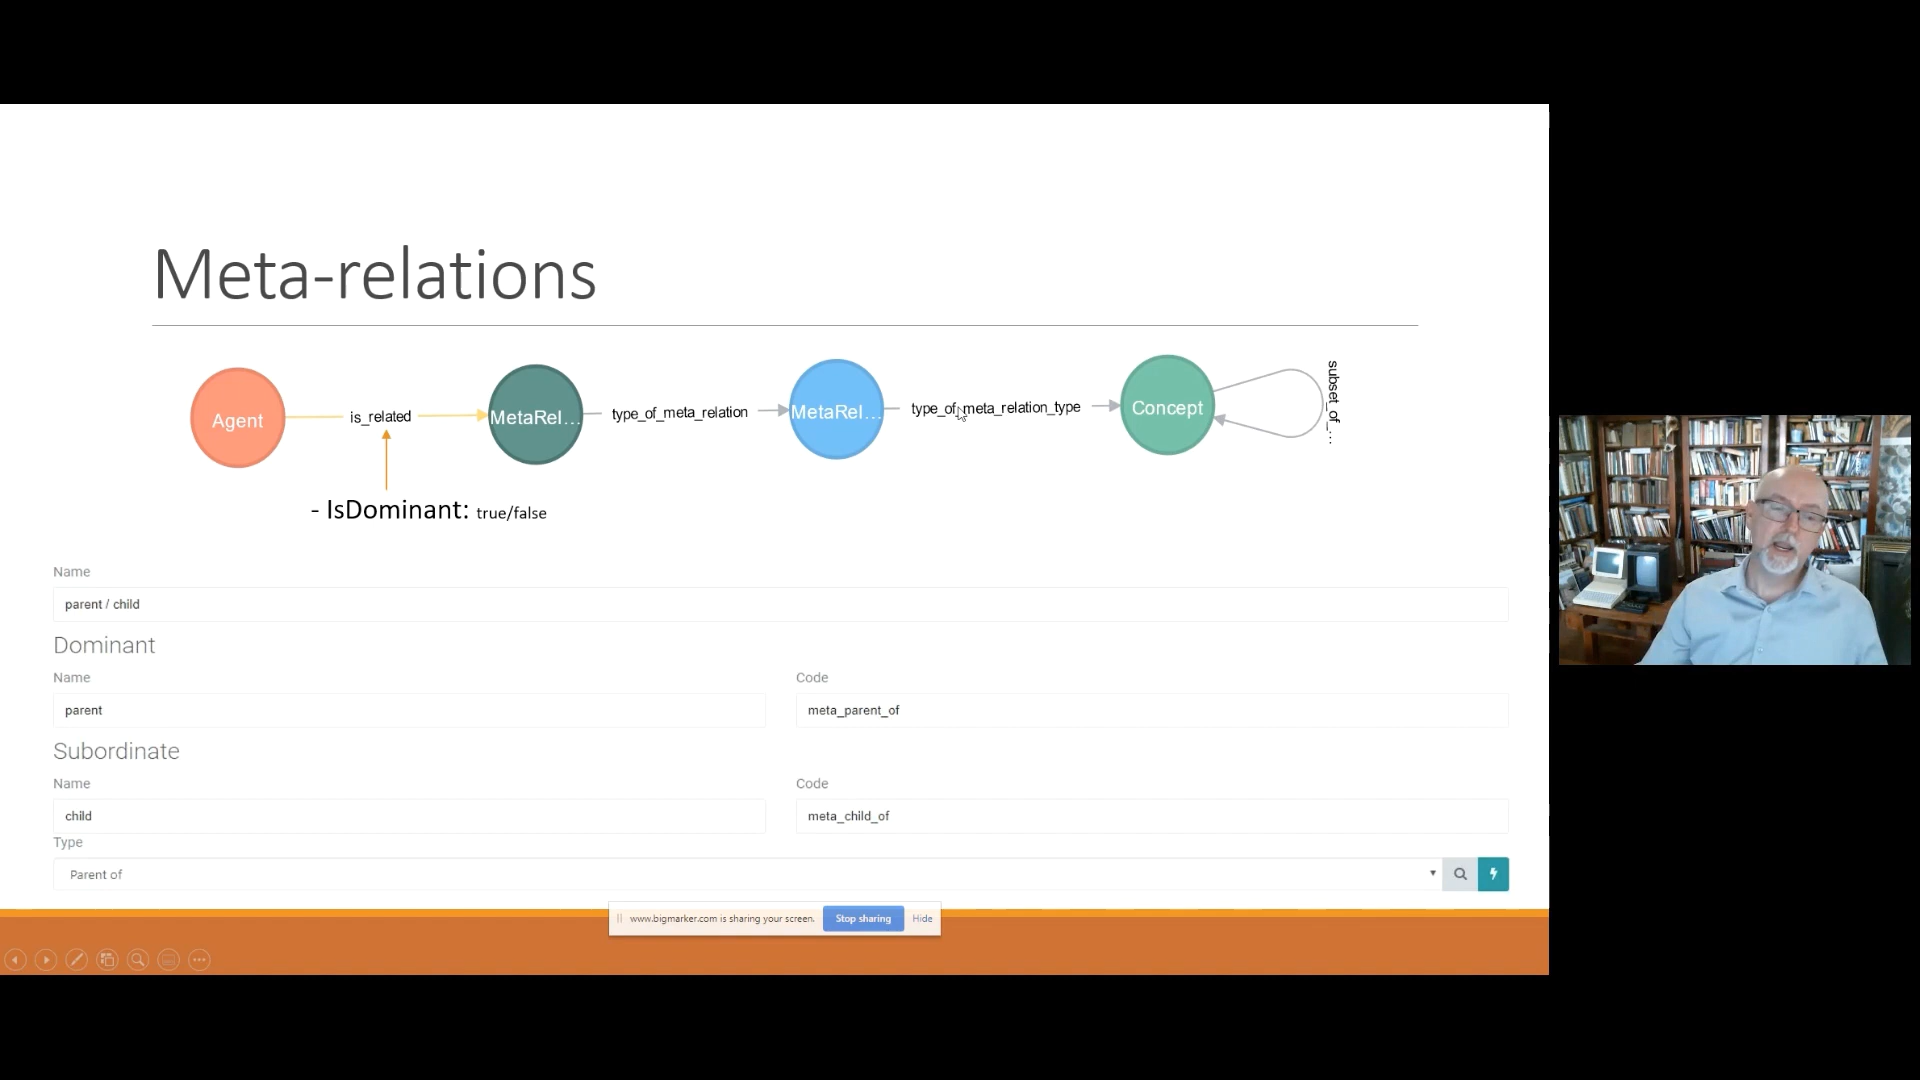 Meta-relations
Agent
is_related
MetaRel...
type_of_meta_relation
MetaRel...
type_of_meta_relation_type
Concept
subset_of_...
- IsDominant: true/false
Name
parent / child
Dominant
Name
Code
parent
meta_parent_of
Subordinate
Name
Code
child
meta_child_of
Type
Parent of
www.bigmarker.com is sharing your screen.
Stop sharing
Hide